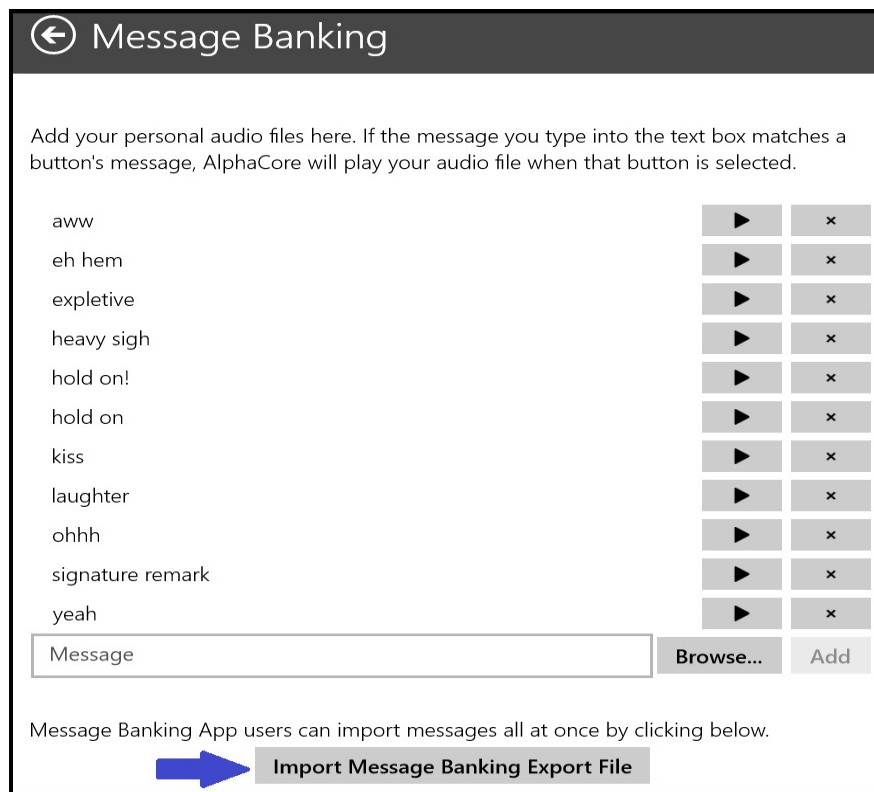 Message Banking
Add your personal audio files here. If the message you type into the text box matches a
button's message, AlphaCore will play your audio file when that button is selected.
aww
eh hem
expletive
heavy sigh
hold on!
hold on
kiss
laughter
ohhh
signature remark
yeah
Message Browse... Add
Message Banking App users can import messages all at once by clicking below.
Import Message Banking Export File